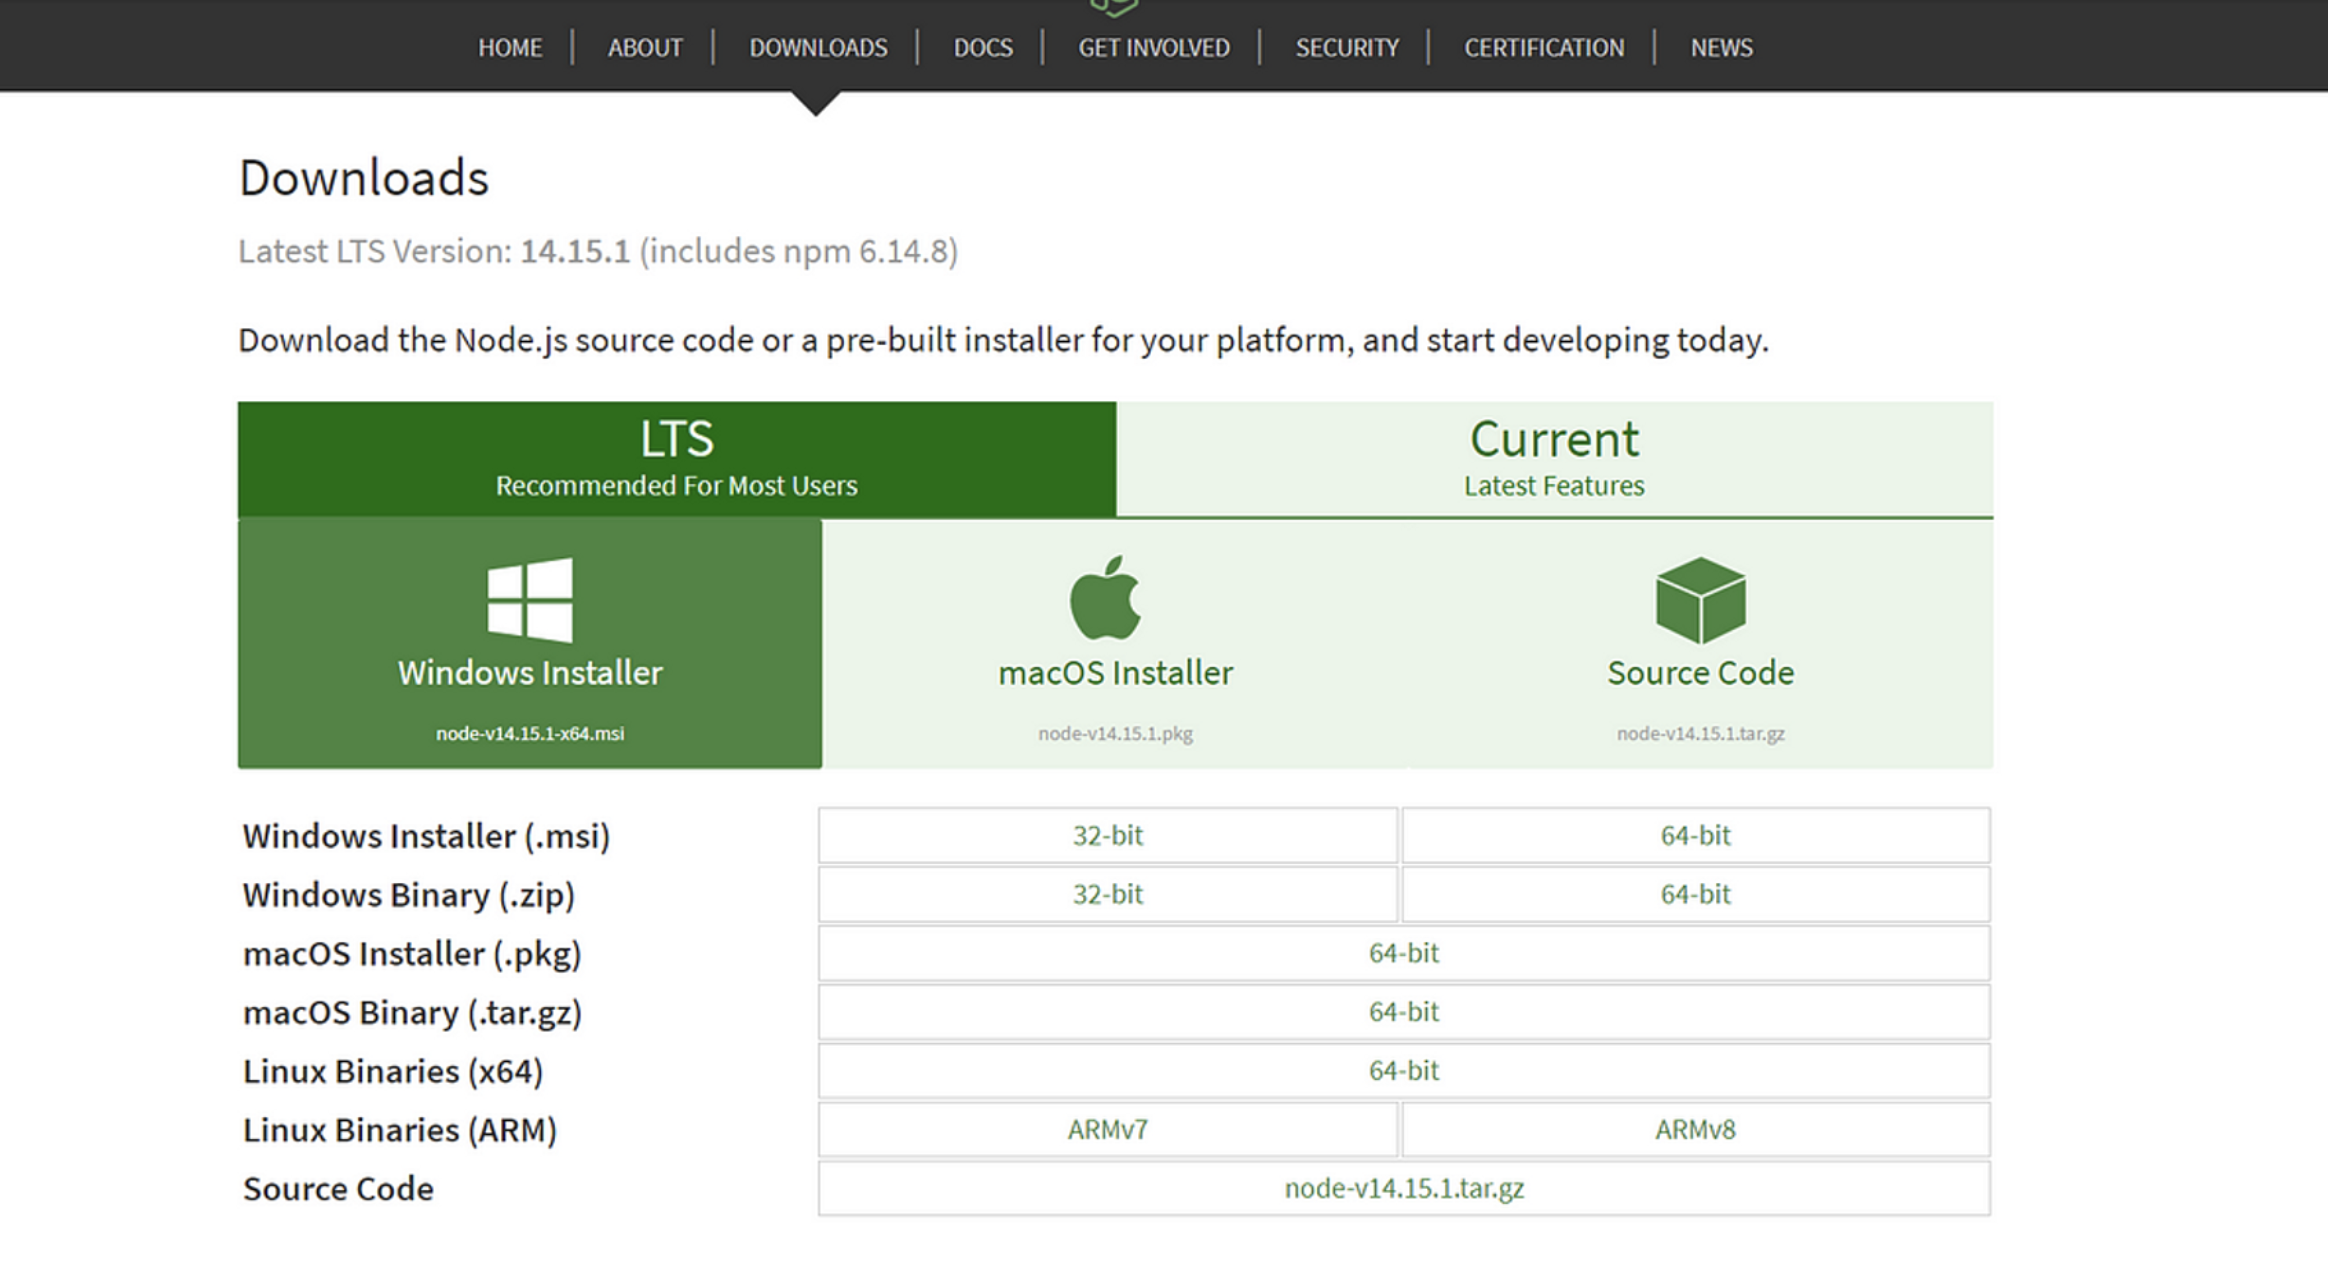 HOME | ABOUT | DOWNLOADS | DOCS | GET INVOLVED | SECURITY | CERTIFICATION | NEWS
Downloads
Latest LTS Version: 14.15.1 (includes npm 6.14.8)
Download the Node.js source code or a pre-built installer for your platform, and start developing today.
LTS
Recommended For Most Users
Current
Latest Features
Windows Installer
node-v14.15.1-x64.msi
macOS Installer
node-v14.15.1.pkg
Source Code
node-v14.15.1.tar.gz
Windows Installer (.msi) 32-bit 64-bit
Windows Binary (.zip) 32-bit 64-bit
macOS Installer (.pkg) 64-bit
macOS Binary (.tar.gz) 64-bit
Linux Binaries (x64) 64-bit
Linux Binaries (ARM) ARMv7 ARMv8
Source Code node-v14.15.1.tar.gz